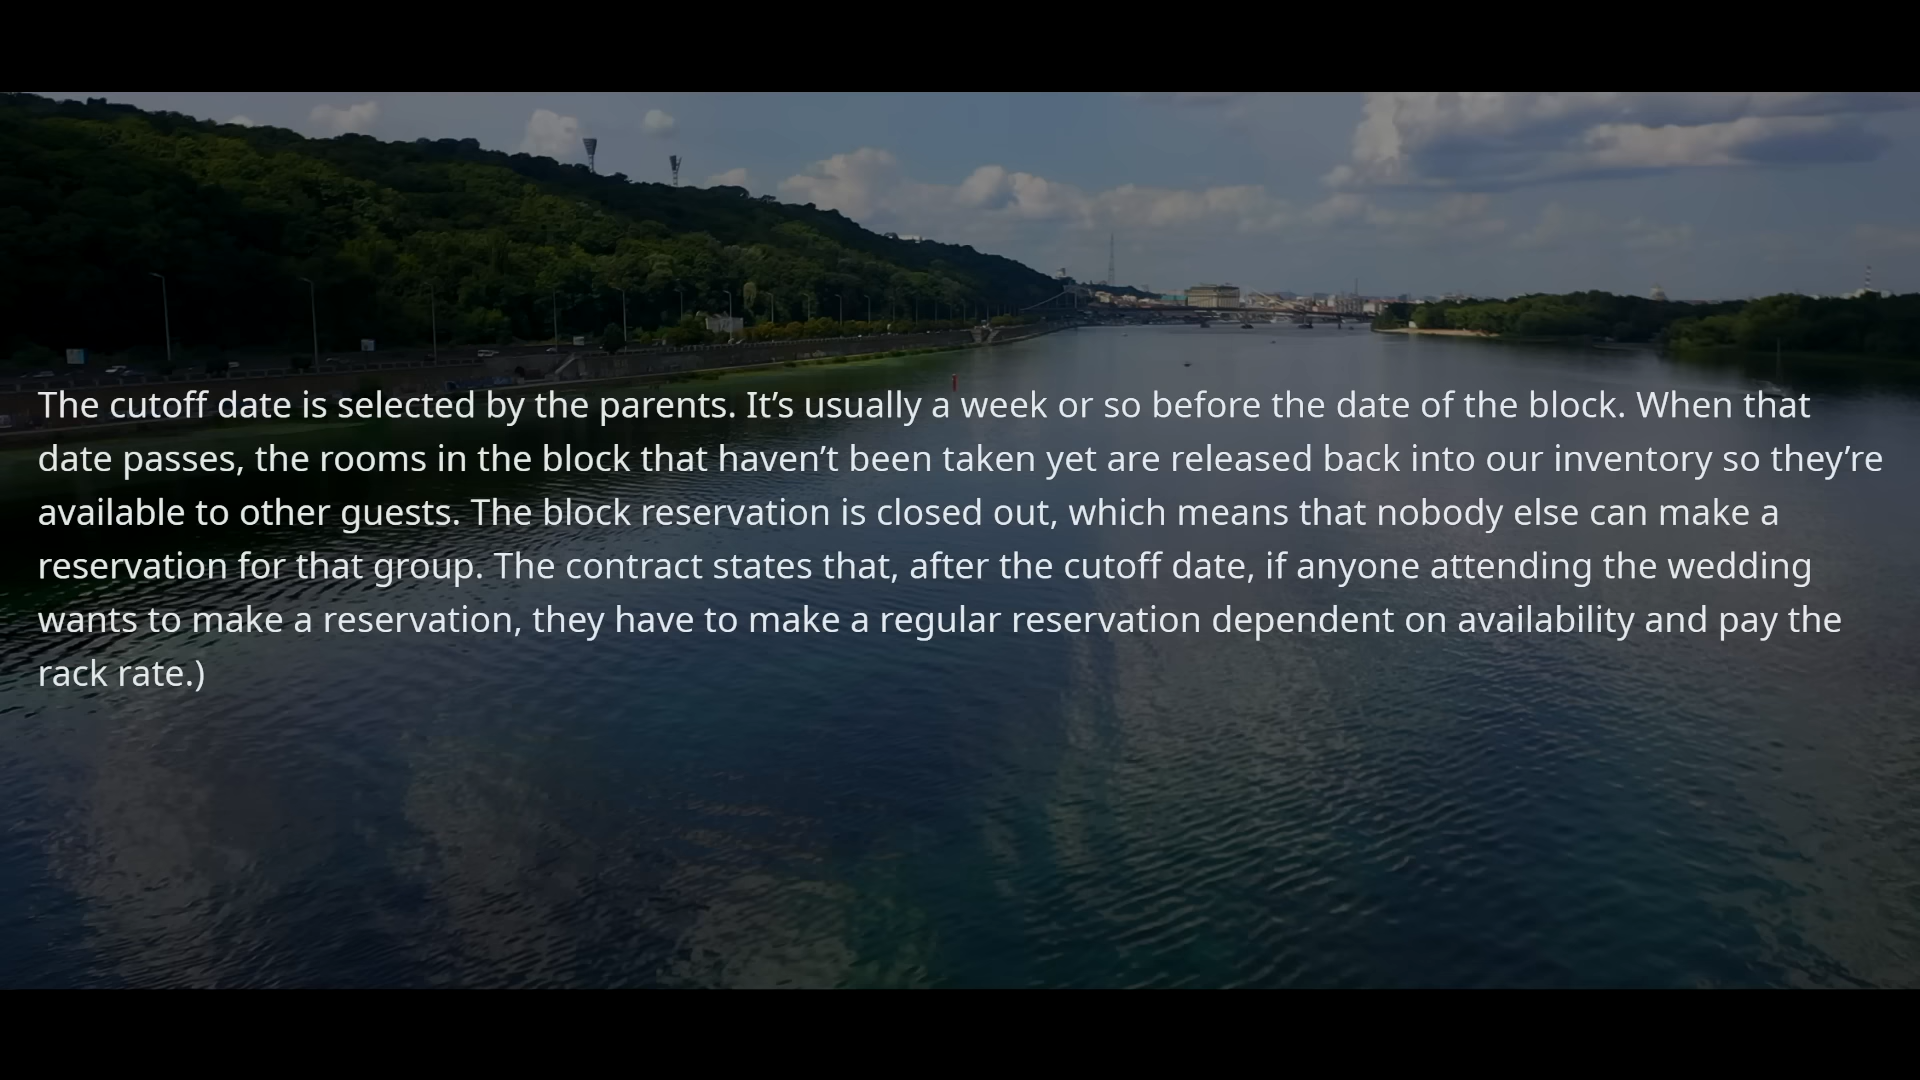 The cutoff date is selected by the parents. It’s usually a week or so before the date of the block. When that
date passes, the rooms in the block that haven’t been taken yet are released back into our inventory so they’re
available to other guests. The block reservation is closed out, which means that nobody else can make a
reservation for that group. The contract states that, after the cutoff date, if anyone attending the wedding
wants to make a reservation, they have to make a regular reservation dependent on availability and pay the
rack rate.)